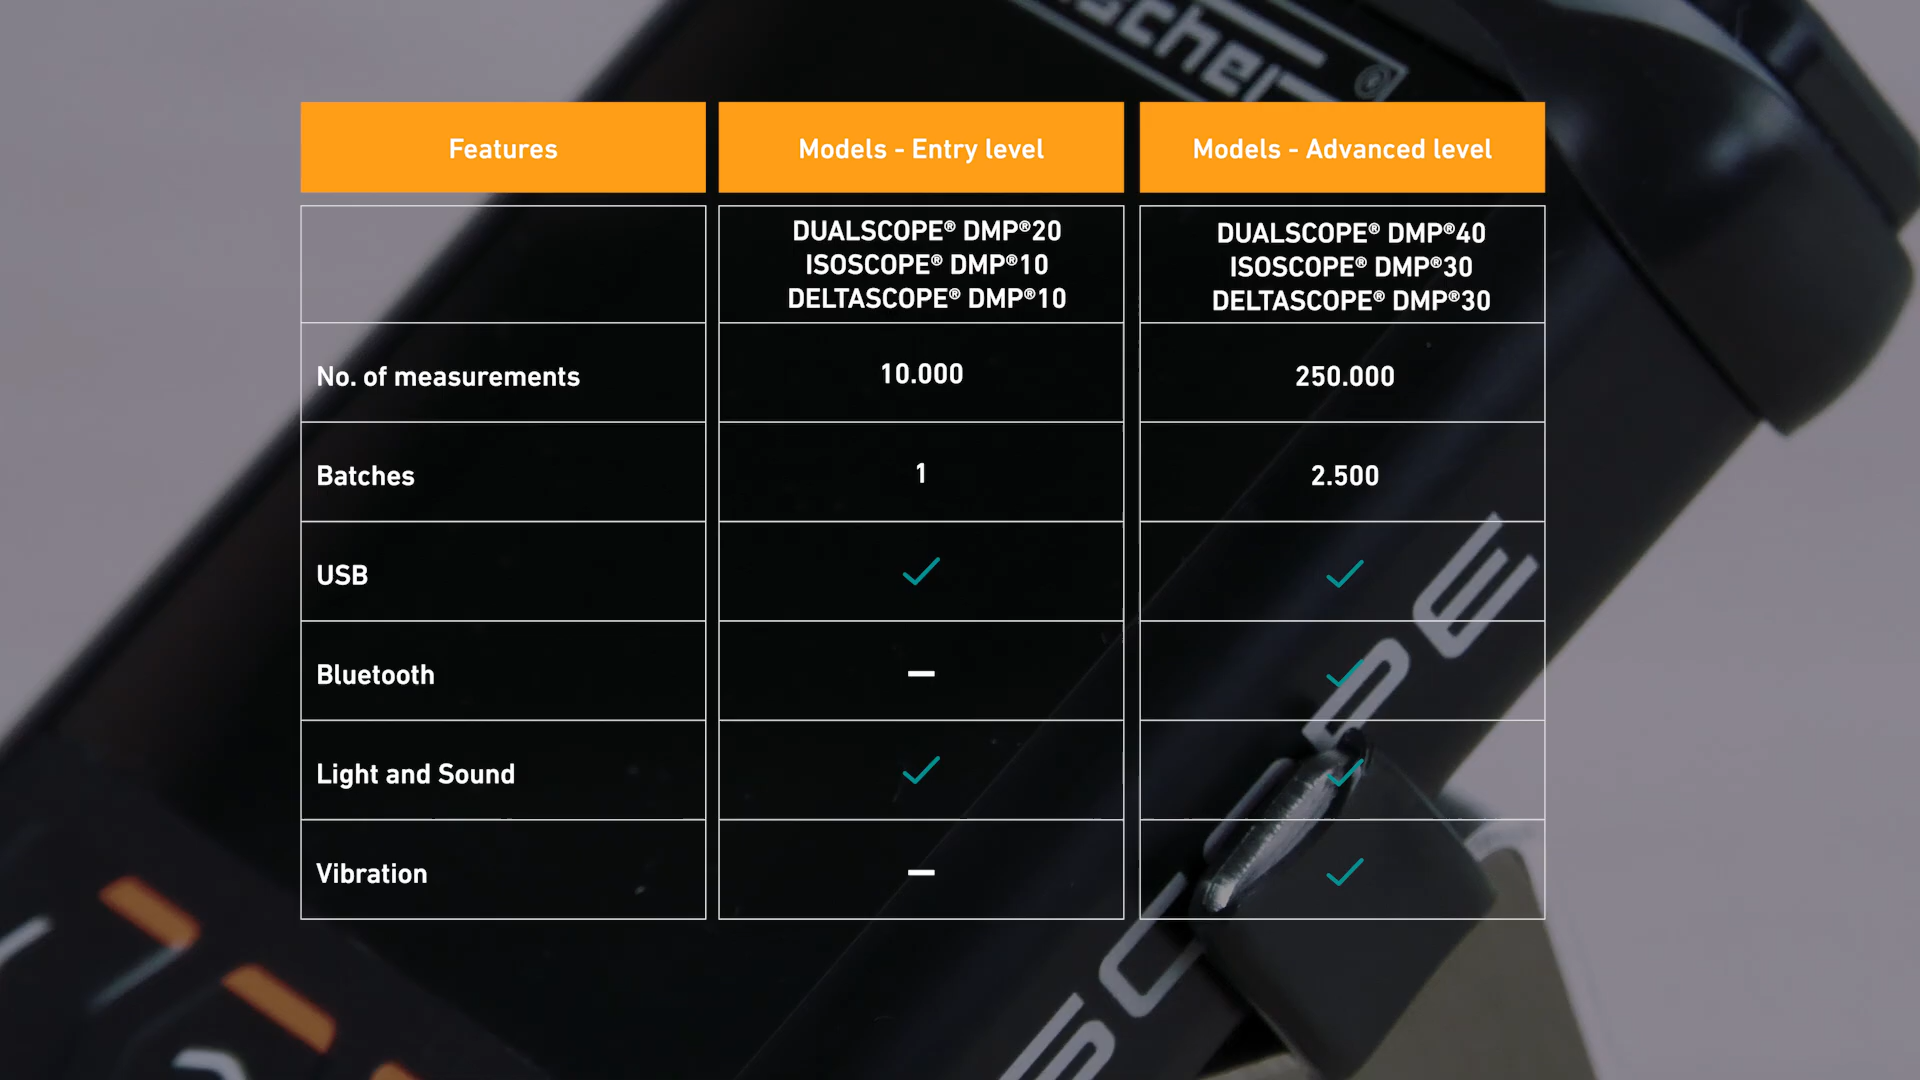 Features
Models - Entry level
Models - Advanced level
DUALSCOPE® DMP®20
ISOSCOPE® DMP®10
DELTASCOPE® DMP®10
DUALSCOPE® DMP®40
ISOSCOPE® DMP®30
DELTASCOPE® DMP®30
No. of measurements
10.000
250.000
Batches
1
2.500
USB
Bluetooth
Light and Sound
Vibration